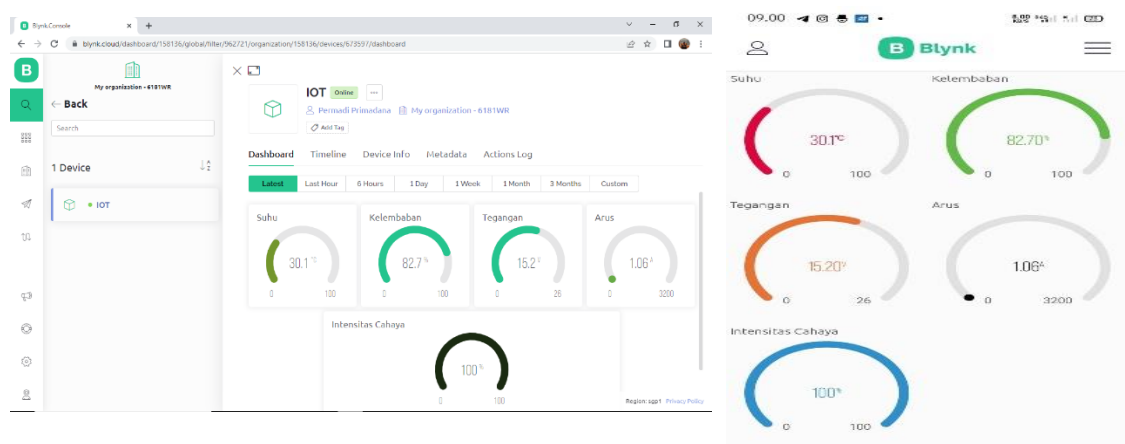 Blynk.Console
blynk.cloud/dashboard/158136/global/filter/962721/organization/158136/devices/673597/dashboard
B
My organization - 6181WR
Back
Search
1 Device
IOT
IOT Online
Permadi Primadana My organization - 6181WR
Add Tag
Dashboard Timeline Device Info Metadata Actions Log
Latest Last Hour 6 Hours 1 Day 1 Week 1 Month 3 Months Custom
Suhu Kelembaban Tegangan Arus
30.1 °C 82.7 % 15.2 V 1.06 A
0 100 0 100 0 26 0 3200
Intensitas Cahaya
100 %
0 100
Region: sgp1 Privacy Policy
09.00
B Blynk
Suhu Kelembaban
30.1°C 82.70%
0 100 0 100
Tegangan Arus
15.20V 1.06A
0 26 0 3200
Intensitas Cahaya
100%
0 100